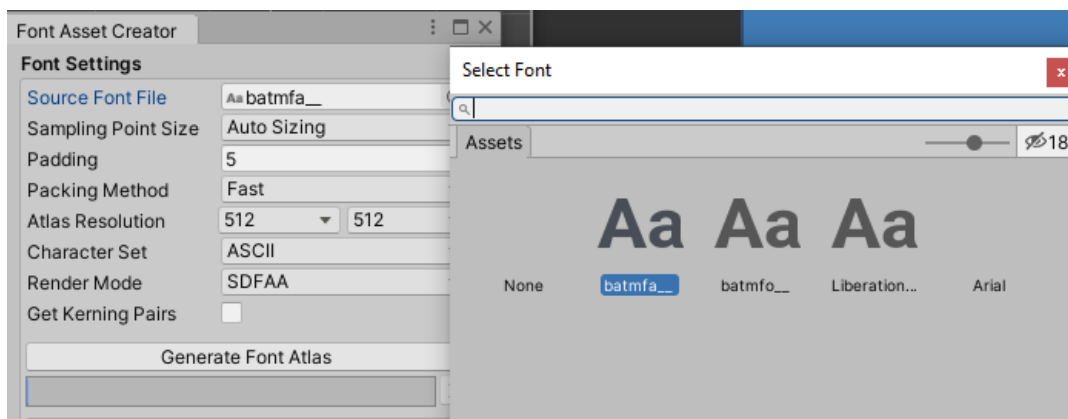 Font Asset Creator
Font Settings
Source Font File Aa batmfa__
Sampling Point Size Auto Sizing
Padding 5
Packing Method Fast
Atlas Resolution 512 512
Character Set ASCII
Render Mode SDFAA
Get Kerning Pairs
Generate Font Atlas
Select Font
x
Assets
18
Aa Aa Aa
None batmfa__ batmfo__ Liberation... Arial